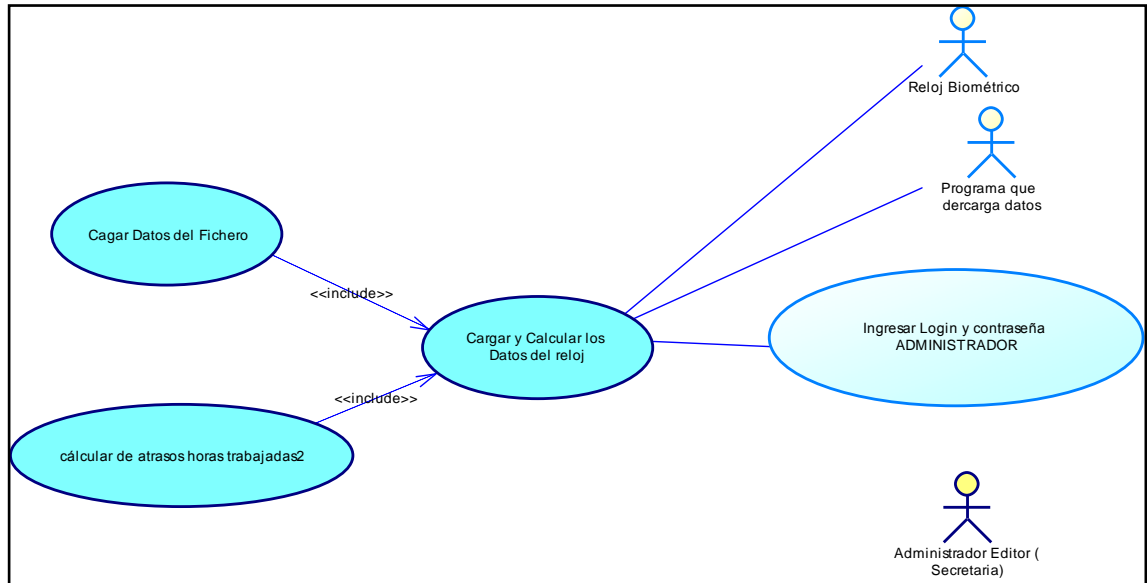 Reloj Biométrico
Programa que
dercarga datos
Cagar Datos del Fichero
<<include>>
Cargar y Calcular los
Datos del reloj
Ingresar Login y contraseña
ADMINISTRADOR
<<include>>
cálcular de atrasos horas trabajadas2
Administrador Editor (
Secretaria)